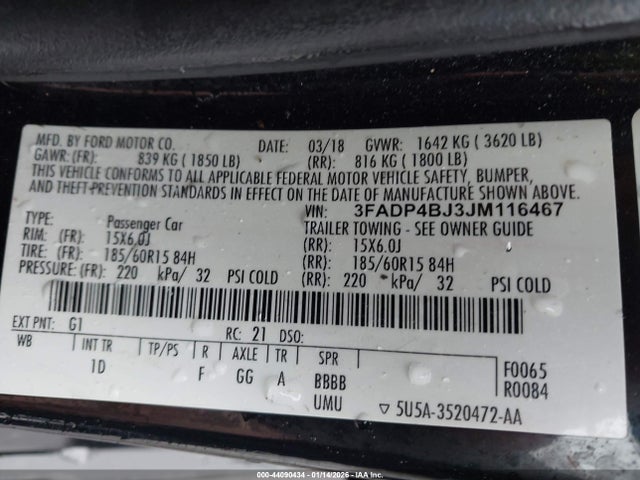 MFD. BY FORD MOTOR CO. DATE: 03/18 GVWR: 1642 KG ( 3620 LB)
GAWR: (FR): 839 KG ( 1850 LB) (RR): 816 KG ( 1800 LB)
THIS VEHICLE CONFORMS TO ALL APPLICABLE FEDERAL MOTOR VEHICLE SAFETY, BUMPER,
AND THEFT-PREVENTION STANDARDS IN EFFECT ON THE DATE OF MANUFACTURE SHOWN ABOVE.
VIN: 3FADP4BJ3JM116467
TYPE: Passenger Car TRAILER TOWING - SEE OWNER GUIDE
RIM: (FR): 15X6.0J (RR): 15X6.0J J
TIRE: (FR): 185/60R15 84H (RR): 185/60R15 84H
PRESSURE: (FR): 220 kPa/ 32 PSI COLD (RR): 220 kPa/ 32 PSI COLD
EXT PNT: G1 RC: 21 DSO:
WB INT TR TP/PS R AXLE TR SPR F0065
1D F GG A BBBB R0084
UMU ▽ 5U5A-3520472-AA
000-44090434 | 01/14/2026 - IAA | IAA Inc.